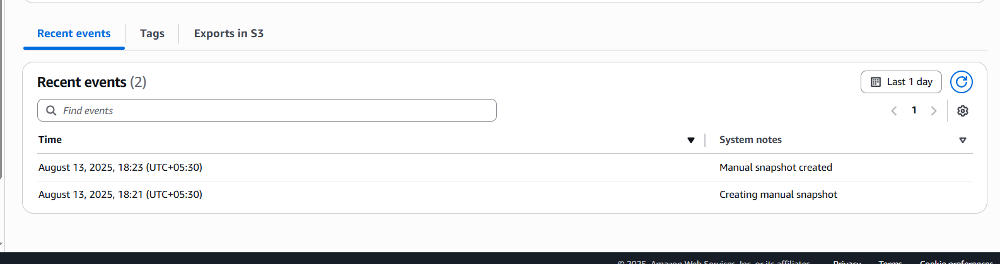 Recent events Tags Exports in S3
Recent events (2)
Last 1 day
Find events
1
Time System notes
August 13, 2025, 18:23 (UTC+05:30) Manual snapshot created
August 13, 2025, 18:21 (UTC+05:30) Creating manual snapshot
© 2025, Amazon Web Services, Inc. or its affiliates. Privacy Terms Cookie preferences